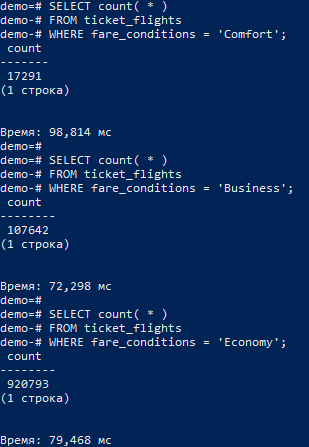 demo=# SELECT count( * )
demo-# FROM ticket_flights
demo-# WHERE fare_conditions = 'Comfort';
count
-------
17291
(1 строка)
Время: 98,814 мс
demo=#
demo=# SELECT count( * )
demo-# FROM ticket_flights
demo-# WHERE fare_conditions = 'Business';
count
--------
107642
(1 строка)
Время: 72,298 мс
demo=#
demo=# SELECT count( * )
demo-# FROM ticket_flights
demo-# WHERE fare_conditions = 'Economy';
count
--------
920793
(1 строка)
Время: 79,468 мс